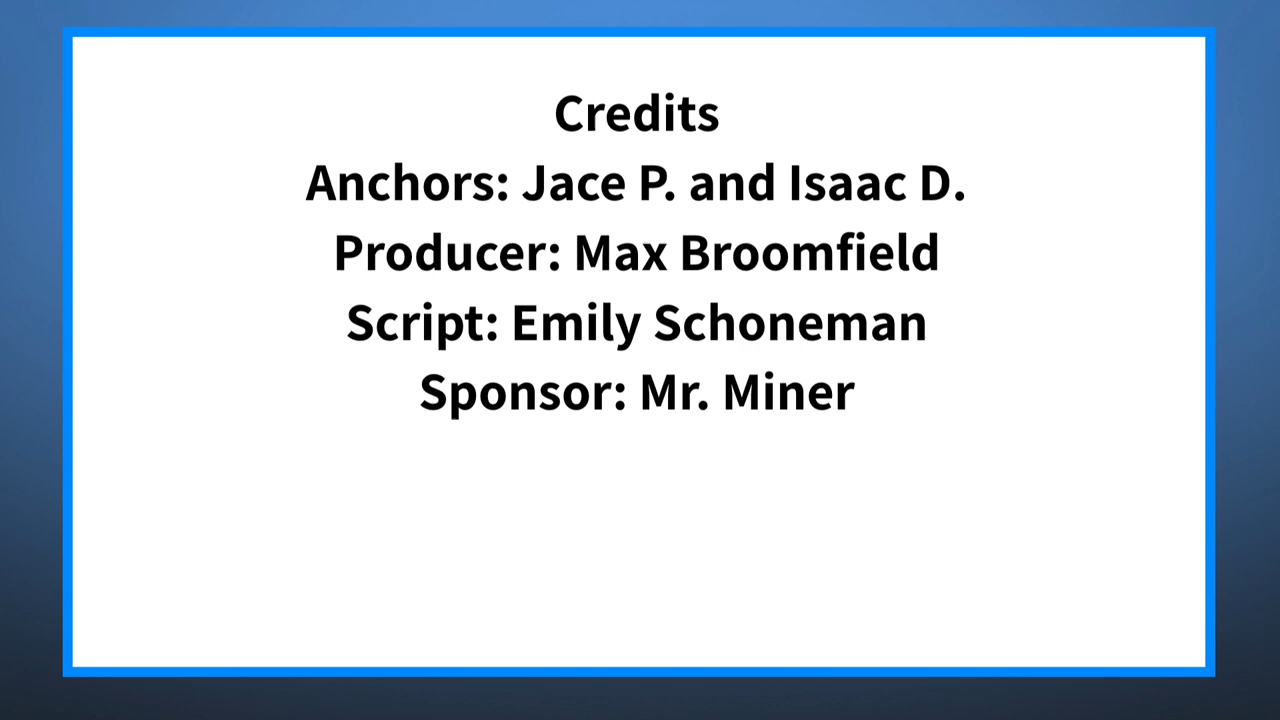 Credits
Anchors: Jace P. and Isaac D.
Producer: Max Broomfield
Script: Emily Schoneman
Sponsor: Mr. Miner